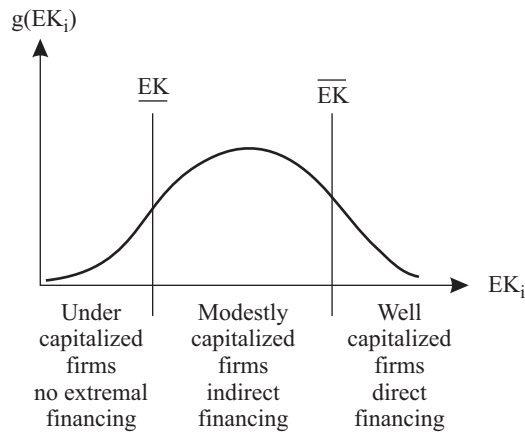 g(EKi)
EK
EK
EKi
Under
capitalized
firms
no extremal
financing
Modestly
capitalized
firms
indirect
financing
Well
capitalized
firms
direct
financing